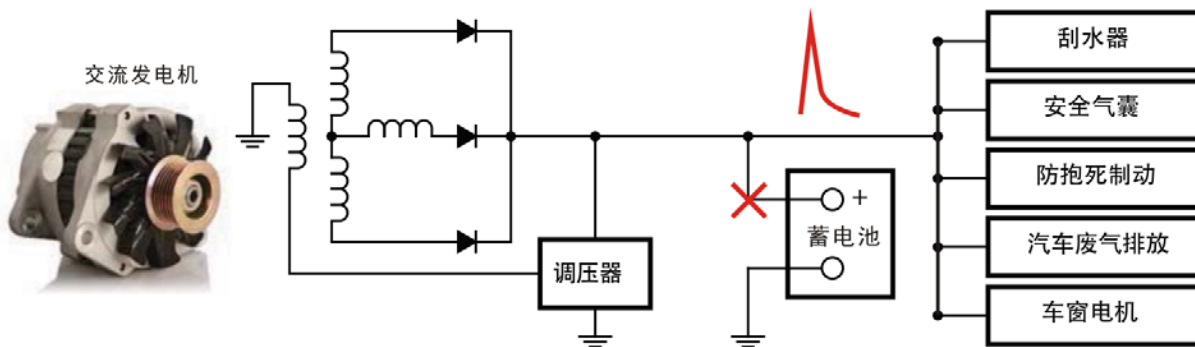 交流发电机
调压器
+
蓄电池
刮水器
安全气囊
防抱死制动
汽车废气排放
车窗电机